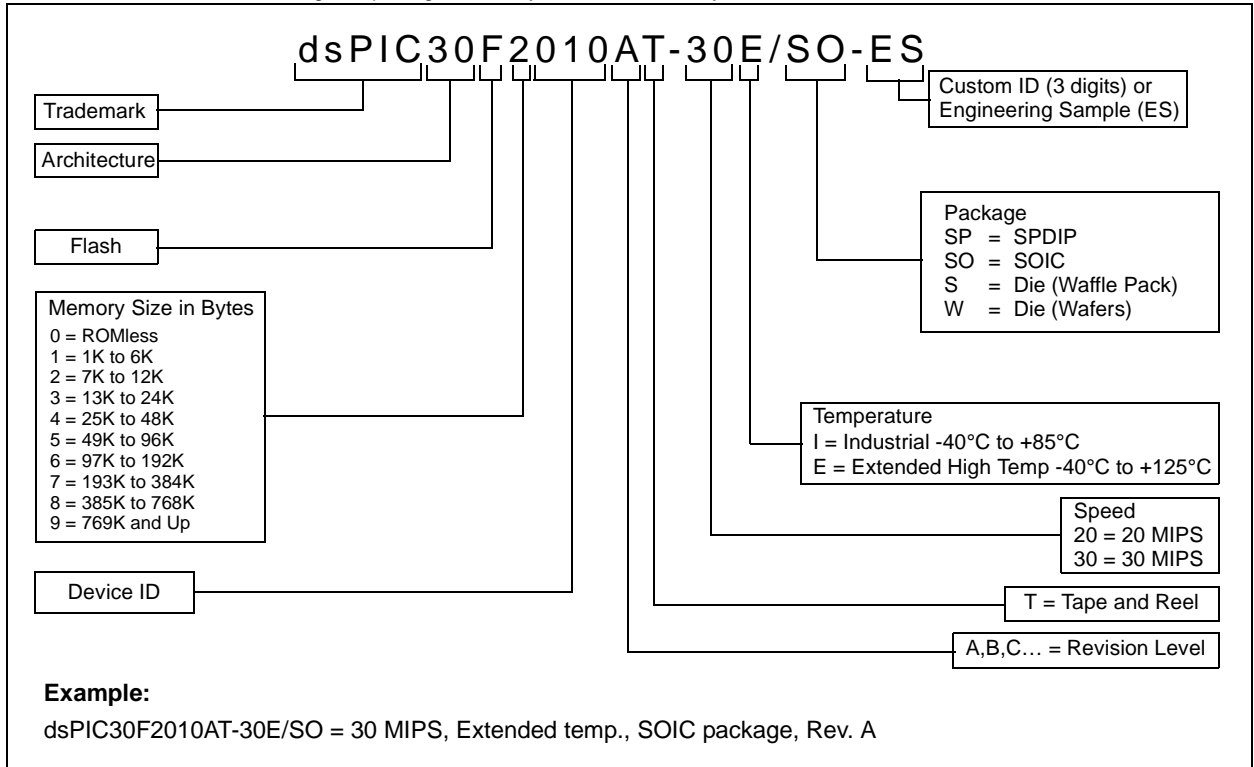 dsPIC30F2010AT-30E/SO-ES
Custom ID (3 digits) or
Engineering Sample (ES)
Trademark
Architecture
Flash
Package
SP = SPDIP
SO = SOIC
S = Die (Waffle Pack)
W = Die (Wafers)
Memory Size in Bytes
0 = ROMless
1 = 1K to 6K
2 = 7K to 12K
3 = 13K to 24K
4 = 25K to 48K
5 = 49K to 96K
6 = 97K to 192K
7 = 193K to 384K
8 = 385K to 768K
9 = 769K and Up
Temperature
I = Industrial -40°C to +85°C
E = Extended High Temp -40°C to +125°C
Speed
20 = 20 MIPS
30 = 30 MIPS
Device ID
T = Tape and Reel
A,B,C… = Revision Level
Example:
dsPIC30F2010AT-30E/SO = 30 MIPS, Extended temp., SOIC package, Rev. A